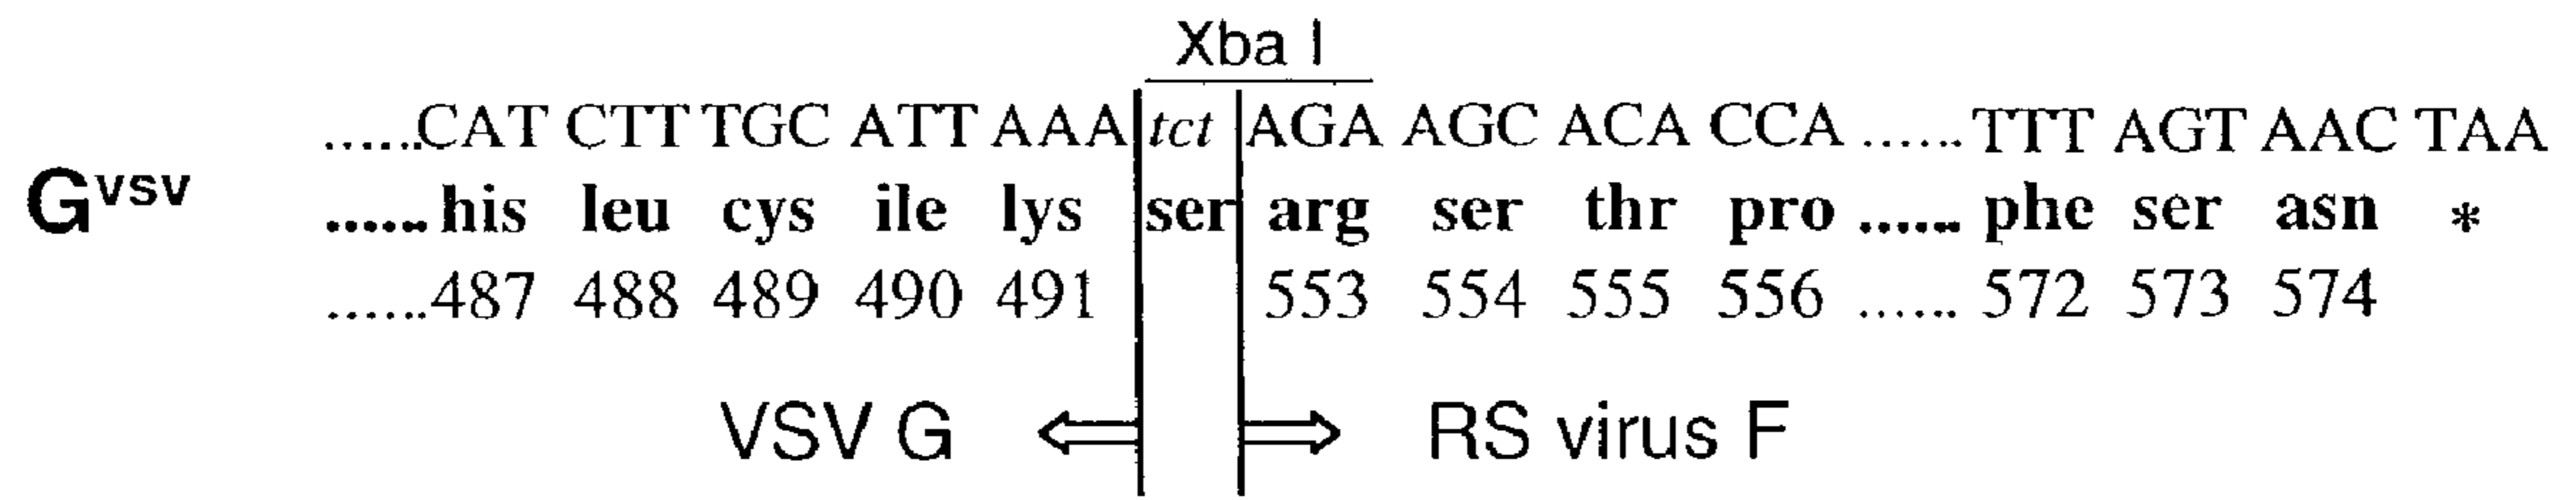 Xba I
......CAT CTT TGC ATT AAA tct AGA AGC ACA CCA ...... TTT AGT AAC TAA
Gvsv
......his leu cys ile lys ser arg ser thr pro ...... phe ser asn *
......487 488 489 490 491 553 554 555 556 ...... 572 573 574
VSV G RS virus F